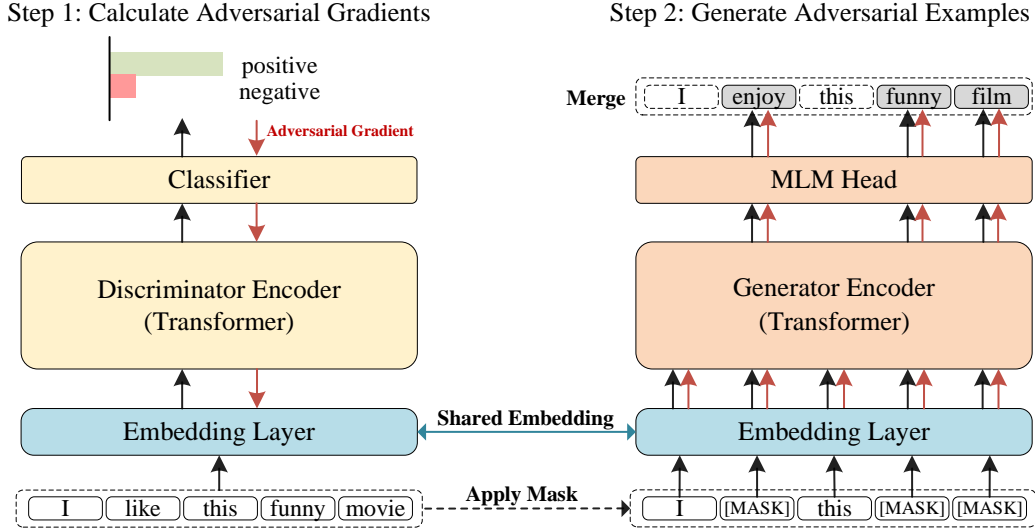 Step 1: Calculate Adversarial Gradients
positive
negative
Adversarial Gradient
Classifier
Discriminator Encoder
(Transformer)
Embedding Layer
I like this funny movie
Shared Embedding
Apply Mask
Step 2: Generate Adversarial Examples
Merge
I enjoy this funny film
MLM Head
Generator Encoder
(Transformer)
Embedding Layer
I [MASK] this [MASK] [MASK]